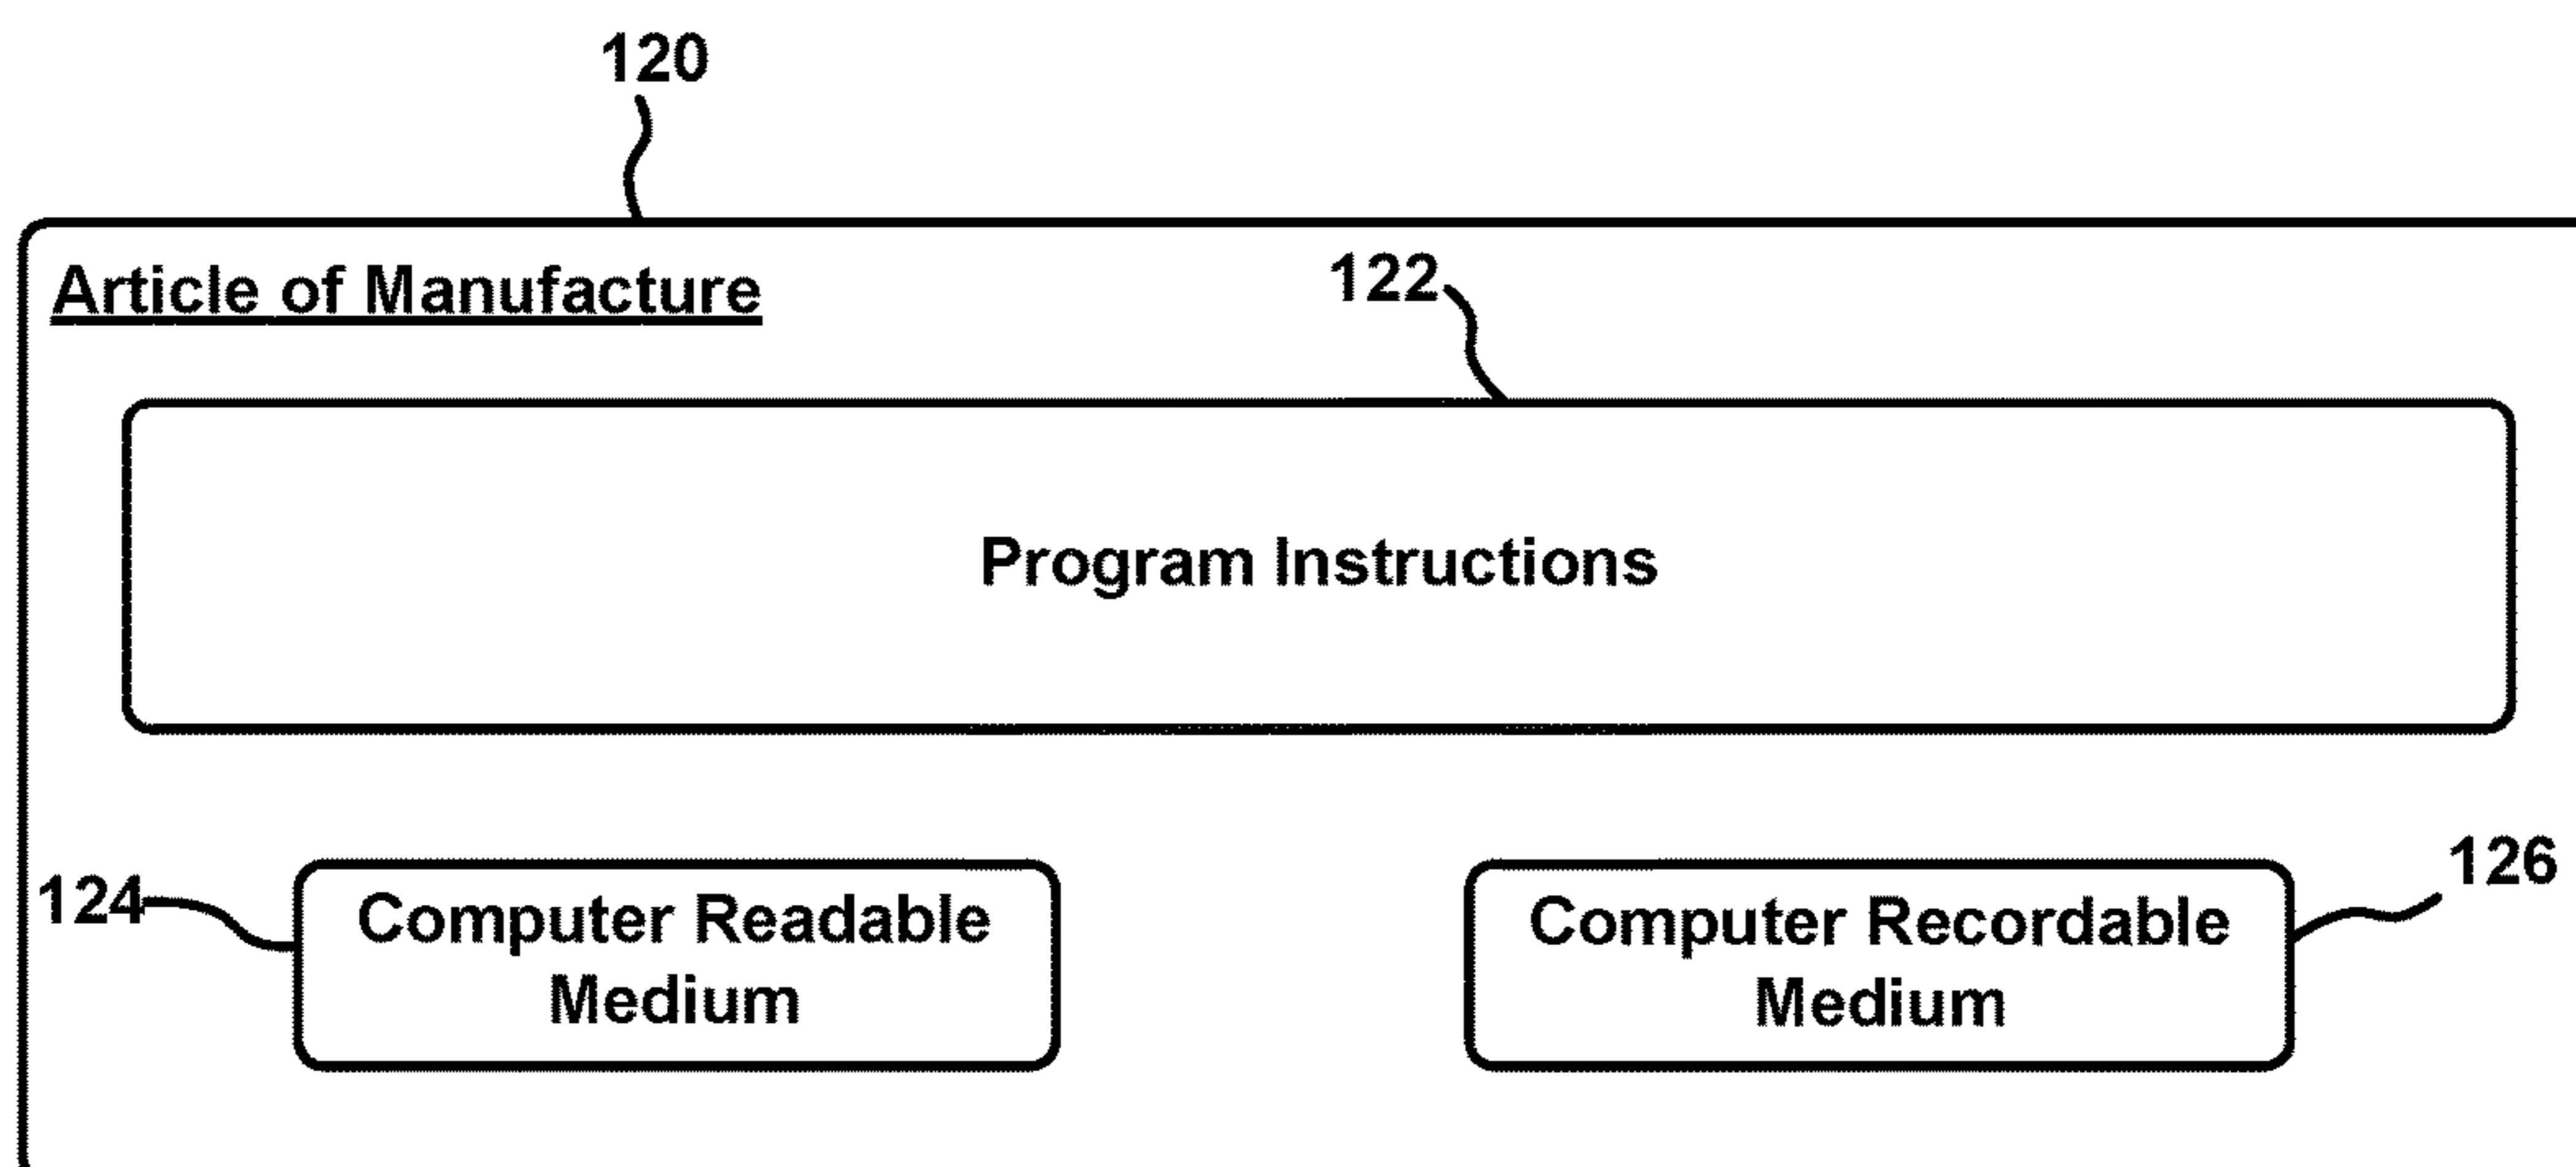 120
Article of Manufacture
122
Program Instructions
124
Computer Readable
Medium
Computer Recordable
Medium
126